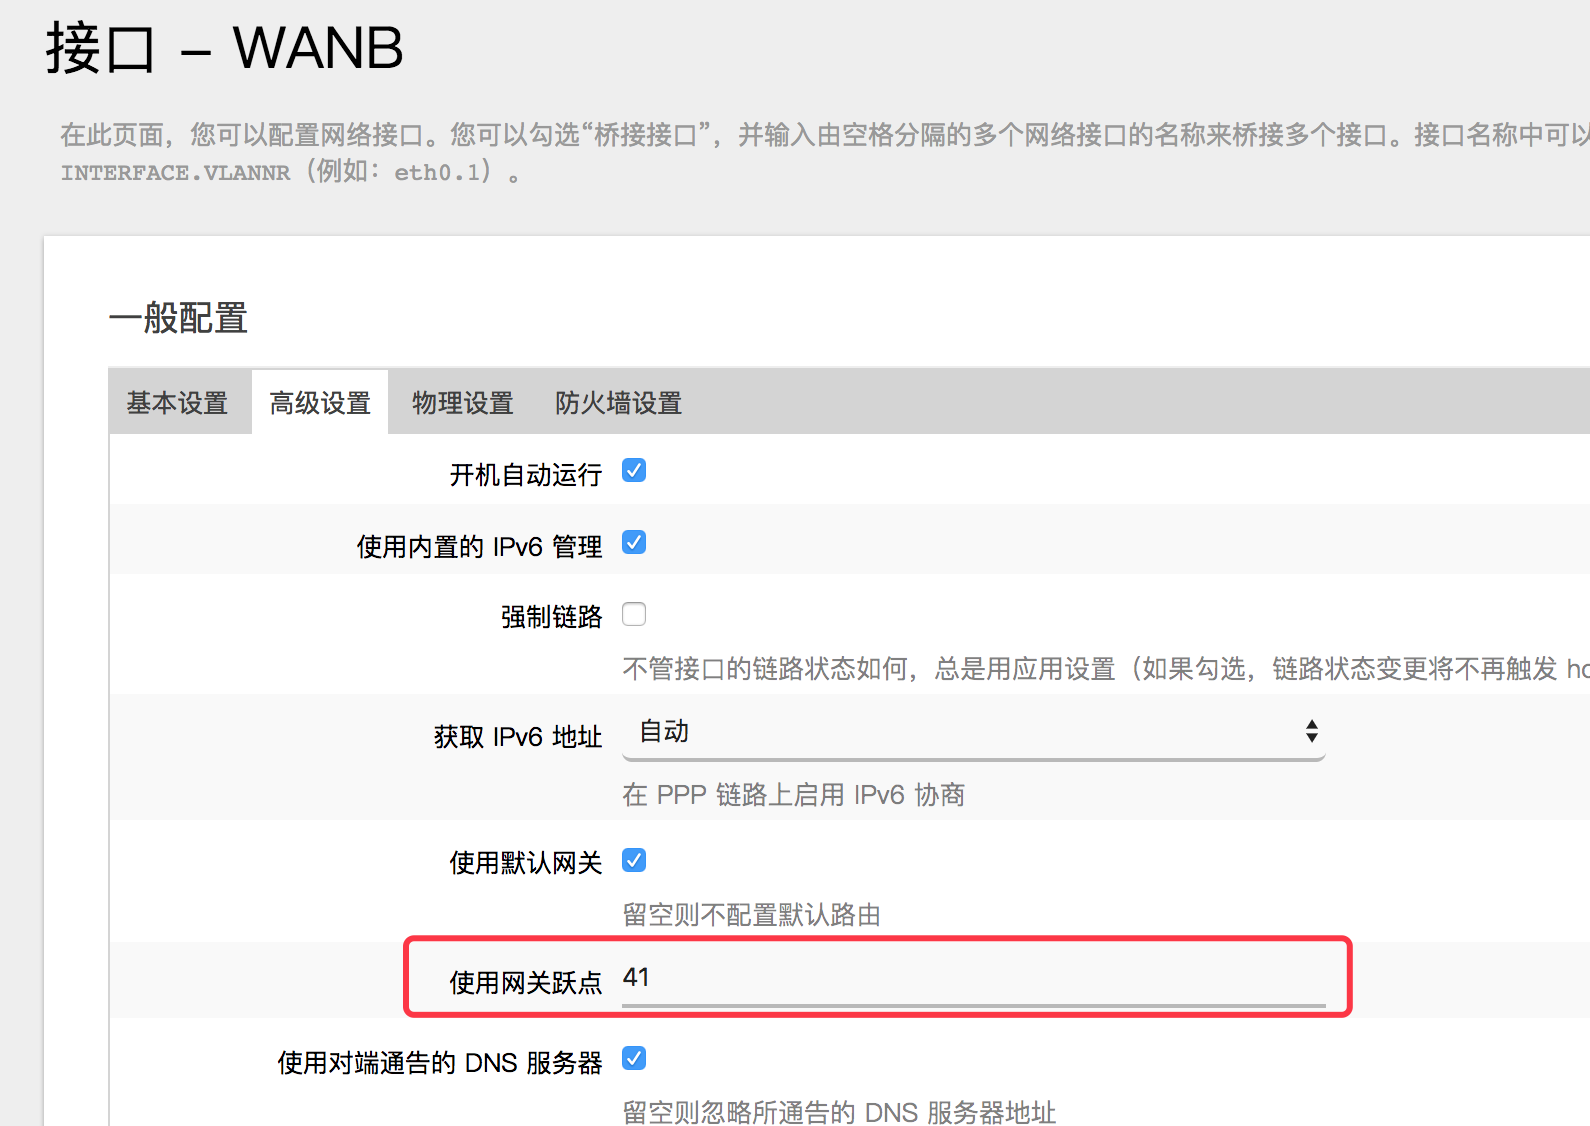 接口 – WANB
在此页面，您可以配置网络接口。您可以勾选“桥接接口”，并输入由空格分隔的多个网络接口的名称来桥接多个接口。接口名称中可以
INTERFACE.VLANNR（例如：eth0.1）。
一般配置
基本设置 高级设置 物理设置 防火墙设置
开机自动运行
使用内置的 IPv6 管理
强制链路
不管接口的链路状态如何，总是用应用设置（如果勾选，链路状态变更将不再触发 ho
获取 IPv6 地址 自动
在 PPP 链路上启用 IPv6 协商
使用默认网关
留空则不配置默认路由
使用网关跃点 41
使用对端通告的 DNS 服务器
留空则忽略所通告的 DNS 服务器地址